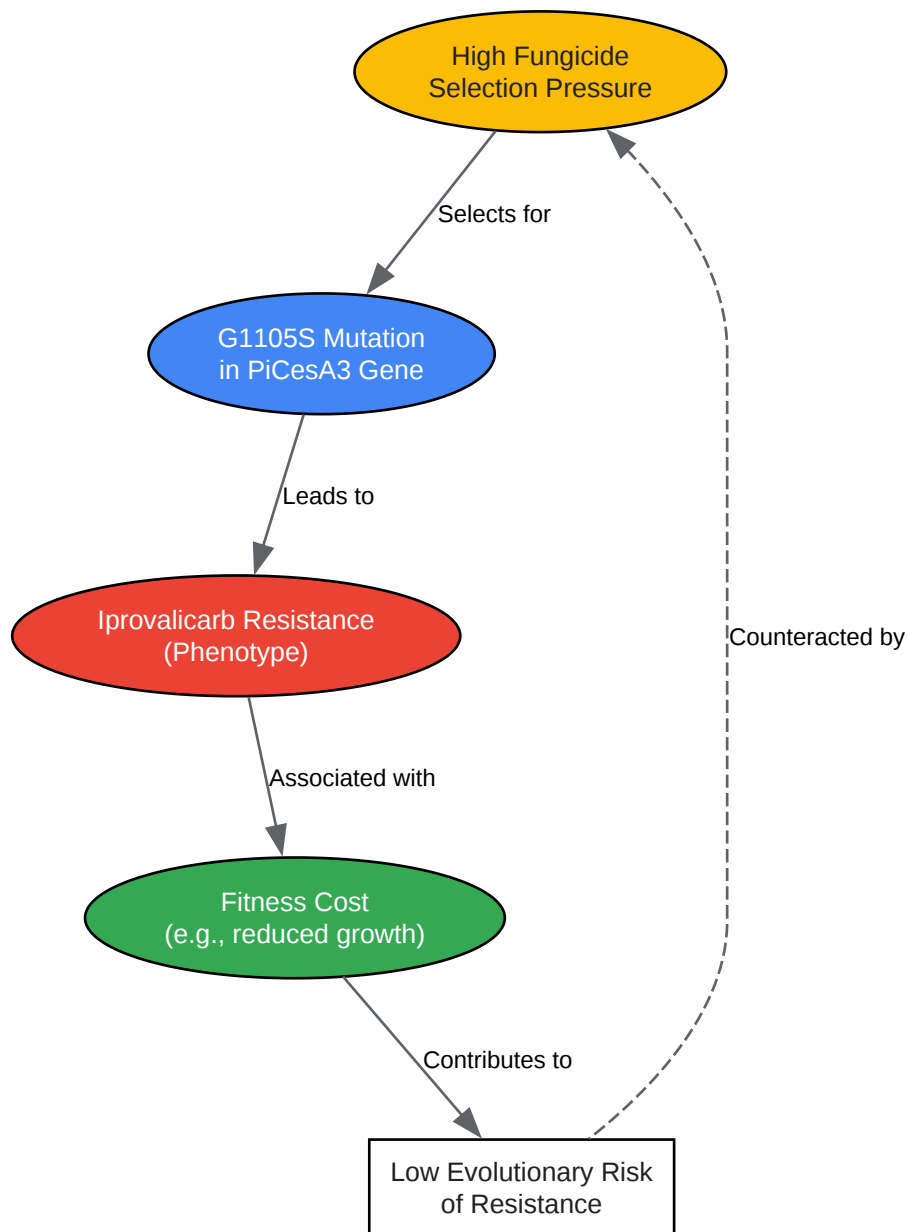 High Fungicide
Selection Pressure
Selects for
G1105S Mutation
in PiCesA3 Gene
Leads to
Iprovalicarb Resistance
(Phenotype)
Counteracted by
Associated with
Fitness Cost
(e.g., reduced growth)
Contributes to
Low Evolutionary Risk
of Resistance